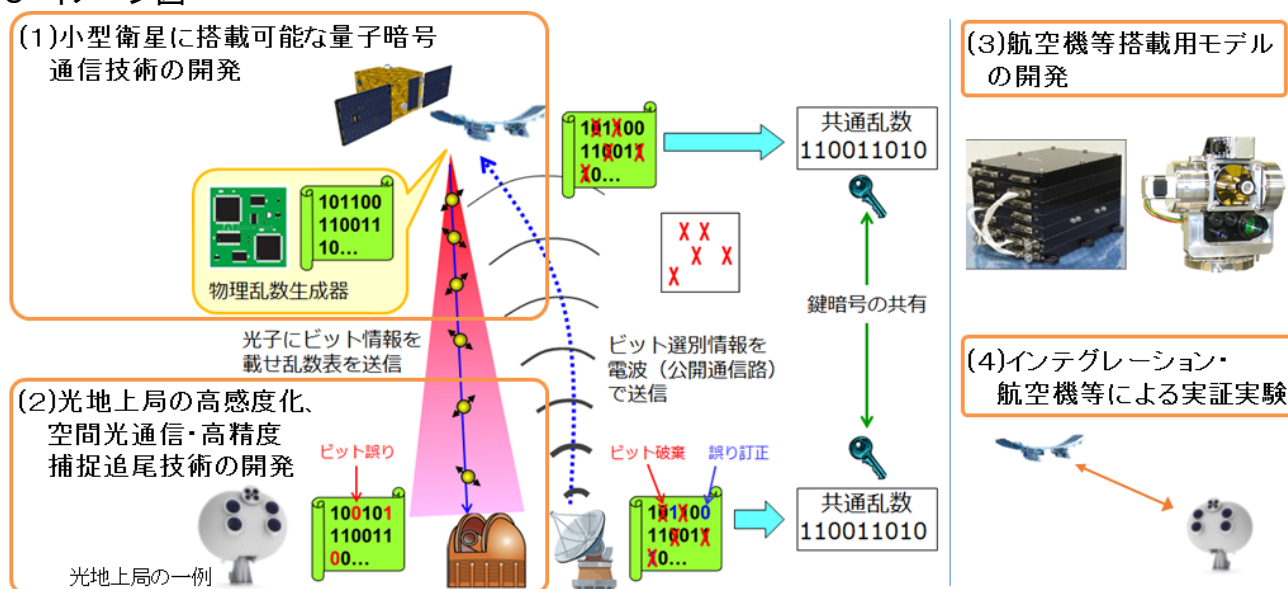 (1)小型衛星に搭載可能な量子暗号
通信技術の開発
101100
110011
10...
物理乱数生成器
光子にビット情報を
載せ乱数表を送信
(2)光地上局の高感度化、
空間光通信・高精度
捕捉追尾技術の開発
光地上局の一例
ビット誤り
100101
110011
00...
101X00
11001X
X0...
共通乱数
110011010
X X
X X
X
鍵暗号の共有
ビット選別情報を
電波（公開通信路）
で送信
ビット破棄
誤り訂正
共通乱数
110011010
(3)航空機等搭載用モデル
の開発
(4)インテグレーション・
航空機等による実証実験